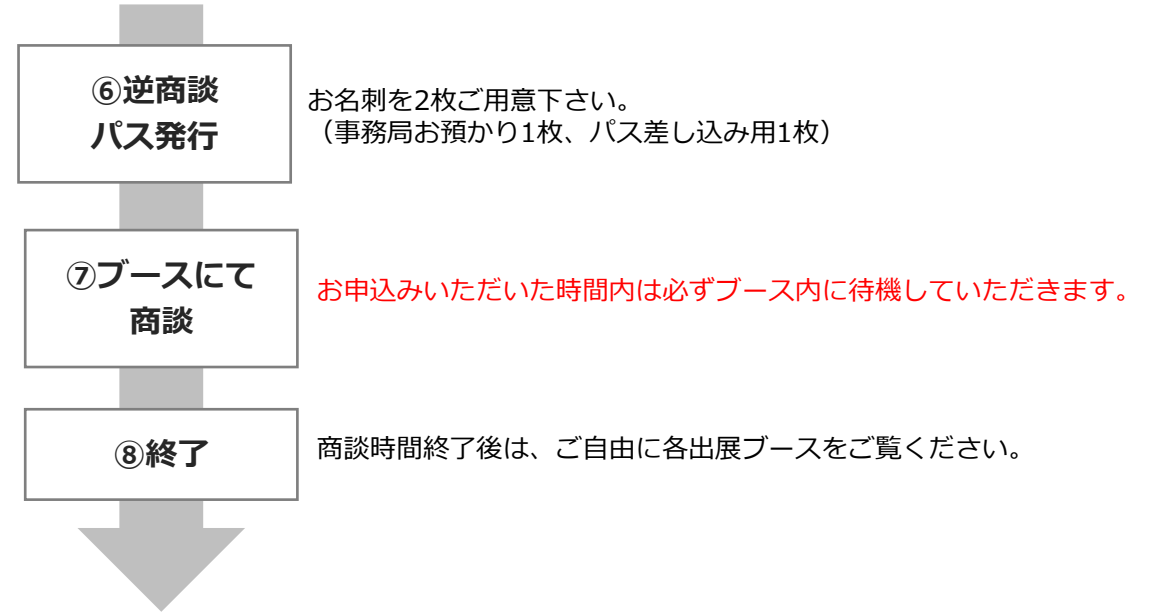 ⑥逆商談
パス発行
お名刺を2枚ご用意下さい。
（事務局お預かり1枚、パス差し込み用1枚）
⑦ブースにて
商談
お申込みいただいた時間内は必ずブース内に待機していただきます。
⑧終了
商談時間終了後は、ご自由に各出展ブースをご覧ください。